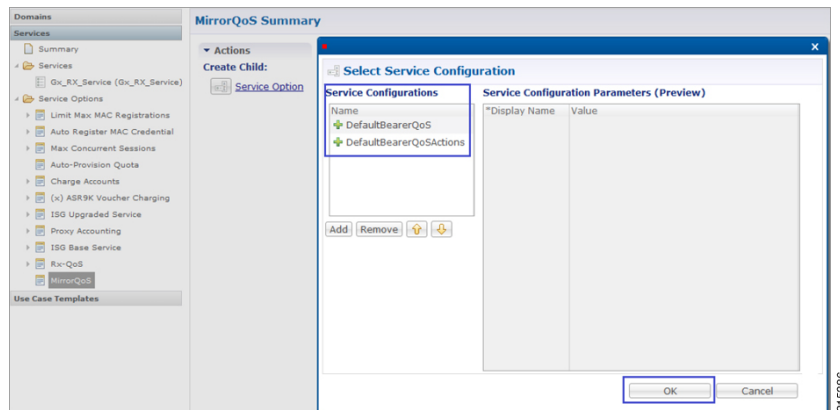 Domains
Services
Summary
Services
Gx_RX_Service (Gx_RX_Service)
Service Options
Limit Max MAC Registrations
Auto Register MAC Credential
Max Concurrent Sessions
Auto-Provision Quota
Charge Accounts
(x) ASR9K Voucher Charging
ISG Upgraded Service
Proxy Accounting
ISG Base Service
Rx-QoS
MirrorQoS
Use Case Templates
MirrorQoS Summary
Actions
Create Child:
Service Option
x
Select Service Configuration
Service Configurations
Name
DefaultBearerQoS
DefaultBearerQoSActions
Add Remove
Service Configuration Parameters (Preview)
*Display Name Value
OK Cancel